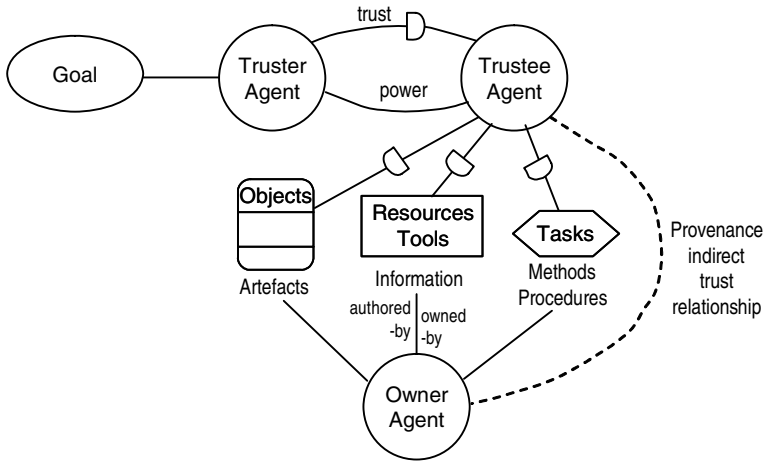 trust
Goal
Truster
Agent
Trustee
Agent
power
Objects
Resources
Tools
Tasks
Artefacts
Information
Methods
Procedures
Provenance
indirect
trust
relationship
authored
-by
owned
-by
Owner
Agent